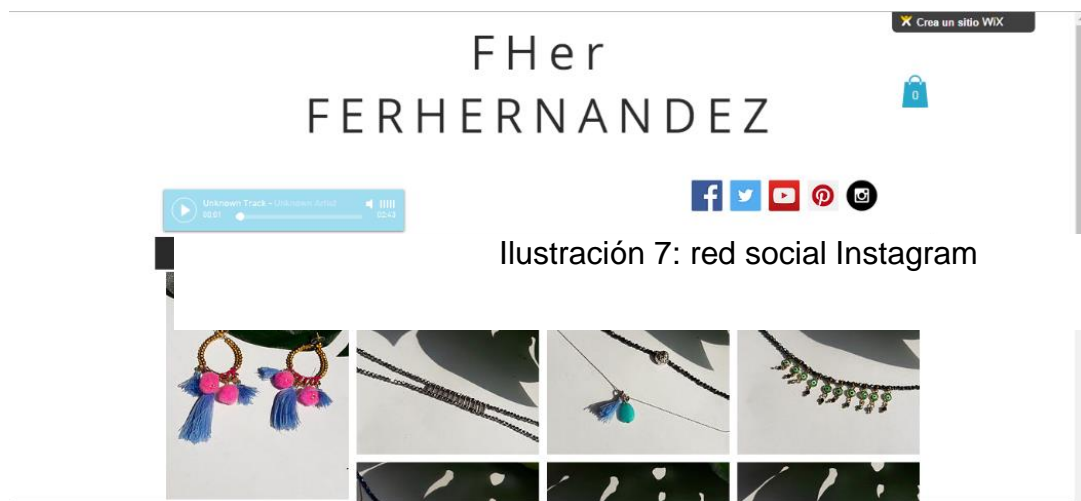 Crea un sitio WiX
FHer
FERHERNANDEZ
0
Unknown Track - Unknown Artist
00:01
02:43
Ilustración 7: red social Instagram